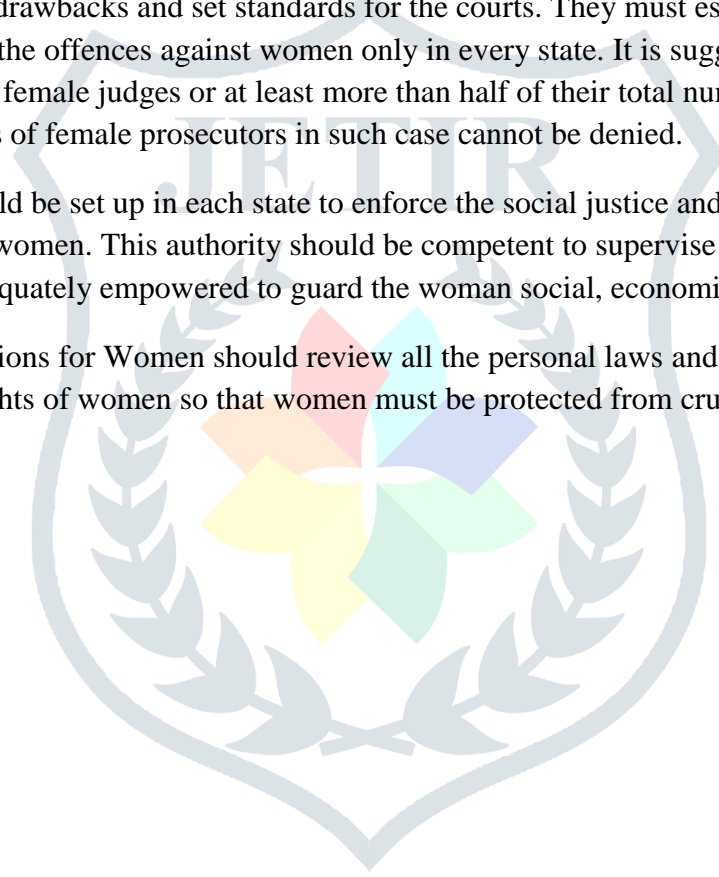 drawbacks and set standards for the courts. They must es
the offences against women only in every state. It is sugg
female judges or at least more than half of their total nu
s of female prosecutors in such case cannot be denied.
JETIR
ld be set up in each state to enforce the social justice and
women. This authority should be competent to supervise
quately empowered to guard the woman social, economi
ions for Women should review all the personal laws and
hts of women so that women must be protected from cru